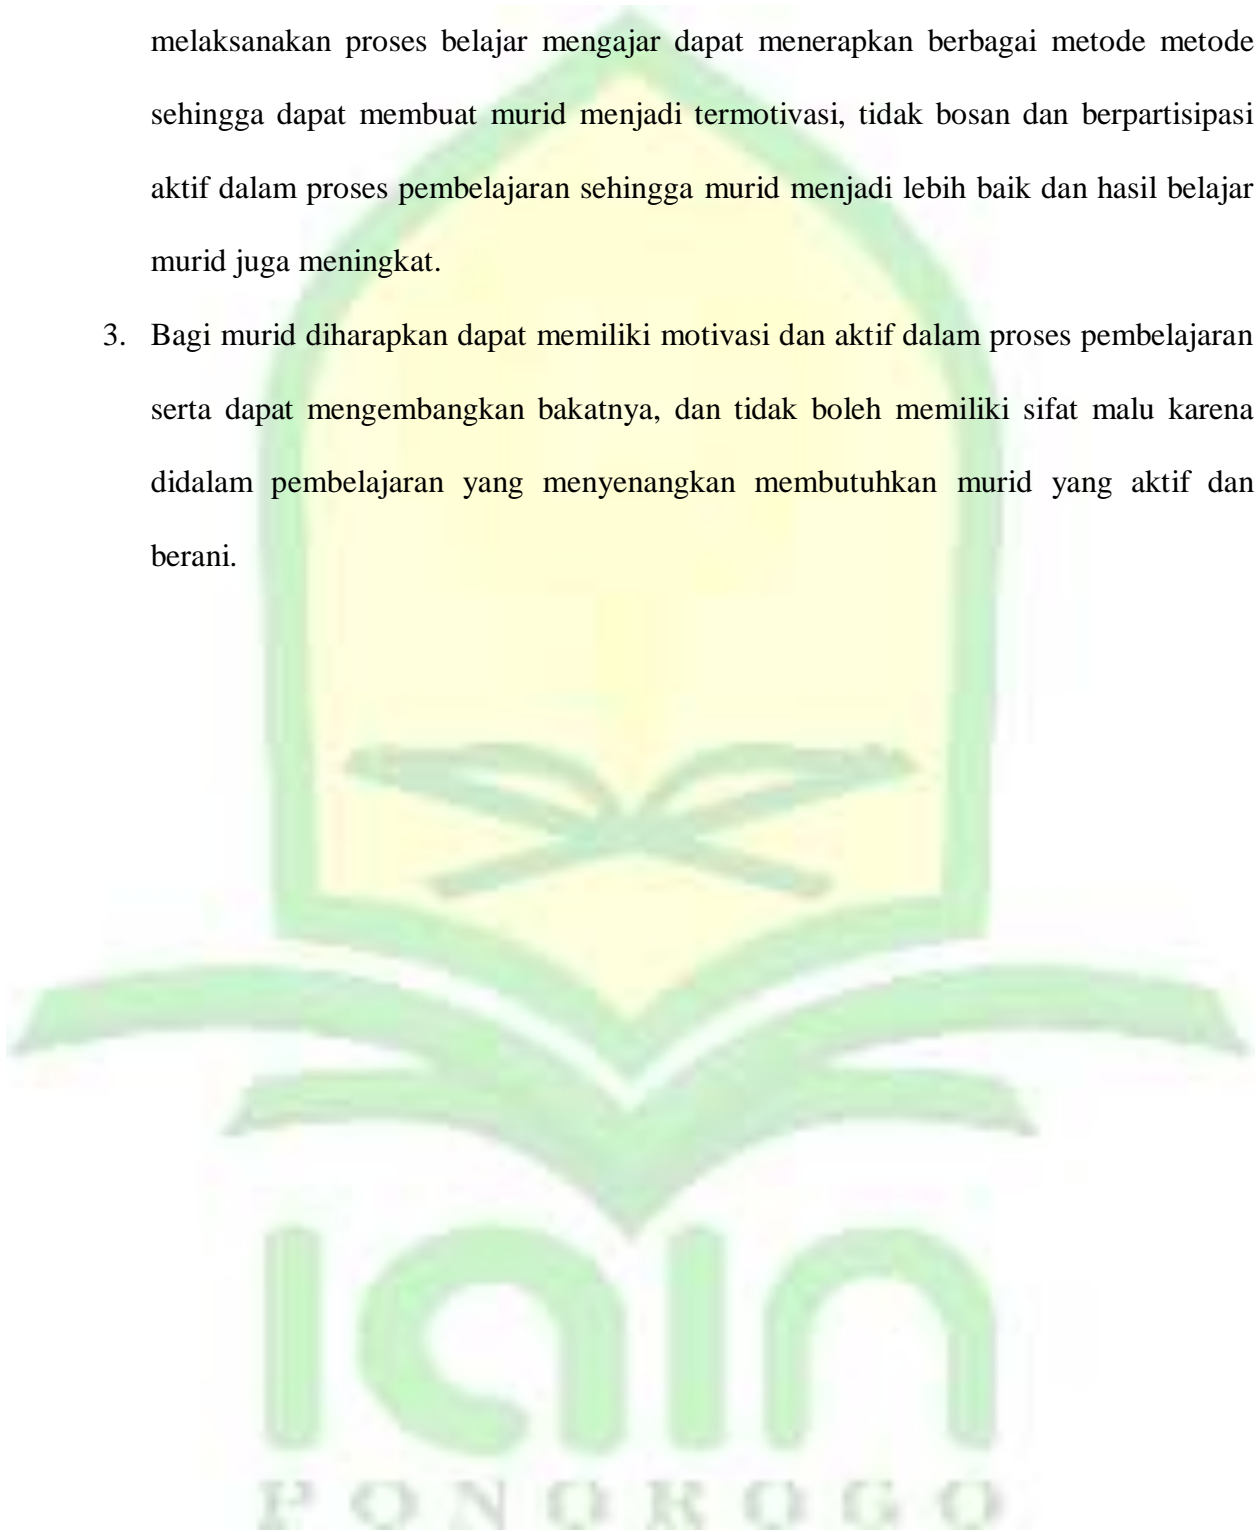 melaksanakan proses belajar mengajar dapat menerapkan berbagai metode metode
sehingga dapat membuat murid menjadi termotivasi, tidak bosan dan berpartisipasi
aktif dalam proses pembelajaran sehingga murid menjadi lebih baik dan hasil belajar
murid juga meningkat.
3. Bagi murid diharapkan dapat memiliki motivasi dan aktif dalam proses pembelajaran
serta dapat mengembangkan bakatnya, dan tidak boleh memiliki sifat malu karena
didalam pembelajaran yang menyenangkan membutuhkan murid yang aktif dan
berani.
iain
PONOROGO